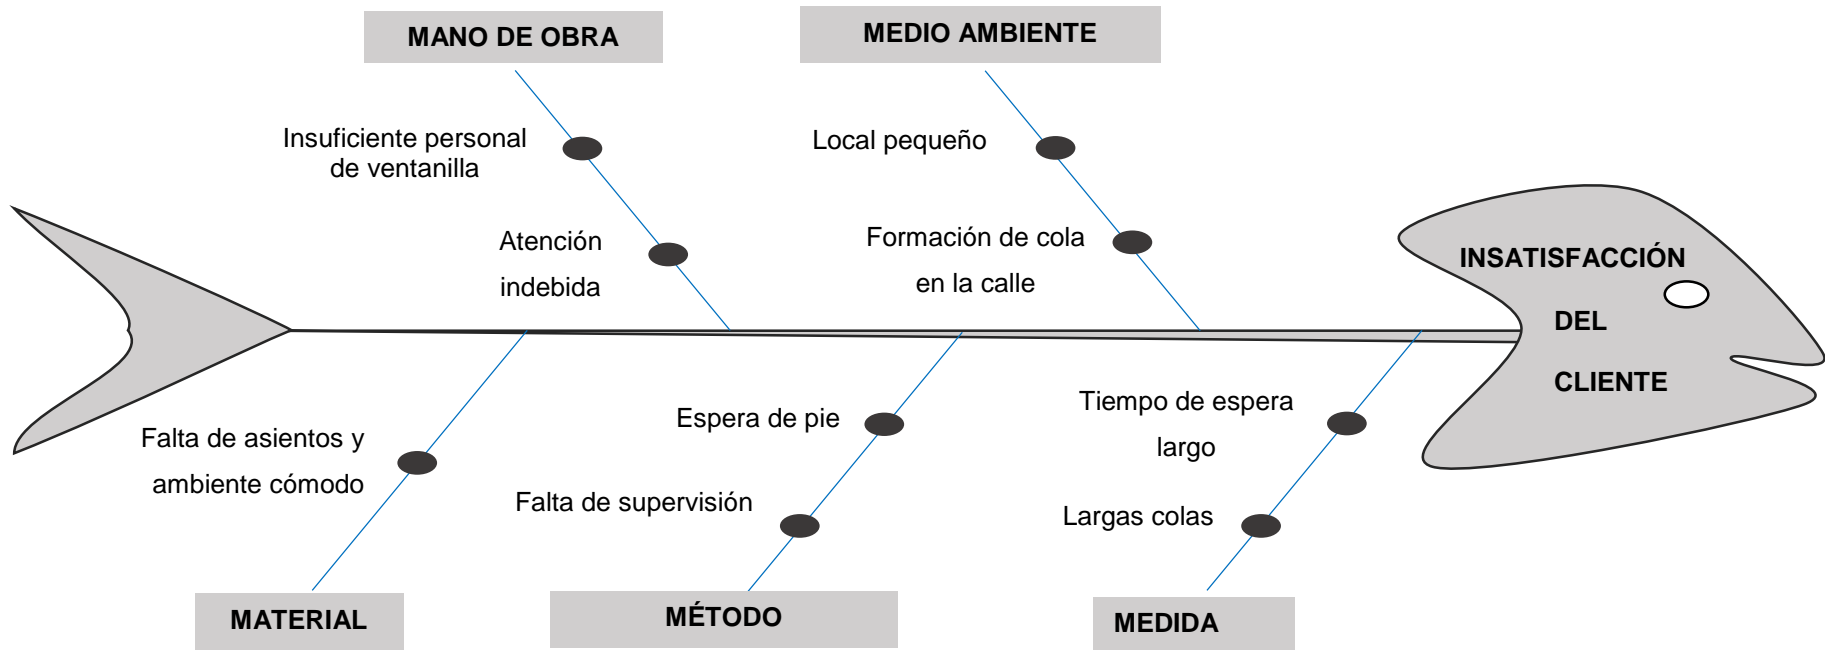 MANO DE OBRA
MEDIO AMBIENTE
Insuficiente personal
de ventanilla
Local pequeño
Atención
indebida
Formación de cola
en la calle
INSATISFACCIÓN
DEL
CLIENTE
Falta de asientos y
ambiente cómodo
Espera de pie
Falta de supervisión
Tiempo de espera
largo
Largas colas
MATERIAL
MÉTODO
MEDIDA